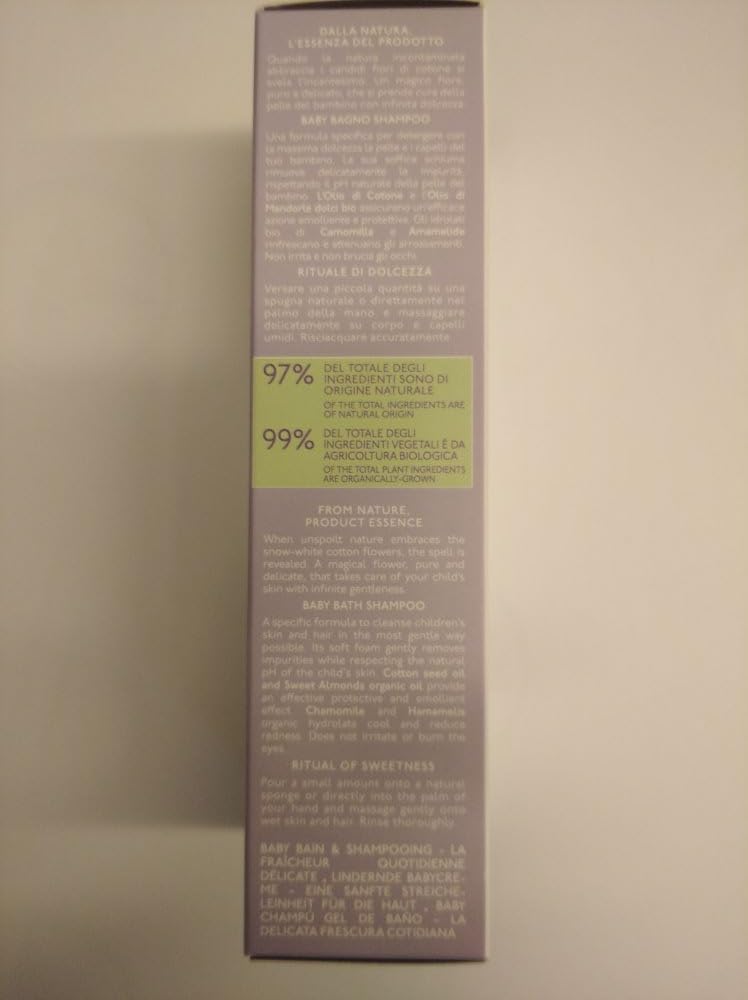 DALLA NATURA,
L'ESSENZA DEL PRODOTTO
Quando la natura incontaminata
abbraccia i candidi fiori di cotone si
svela l'incantesimo. Un magico fiore,
puro e delicato, che si prende cura della
pelle del bambino con infinita dolcezza.
BABY BAGNO SHAMPOO
Una formula specifica per detergere con
la massima dolcezza la pelle e i capelli del
tuo bambino. La sua soffice schiuma
rimuove delicatamente le impurità,
rispettando il pH naturale della pelle del
bambino. L'Olio di Cotone e l'Olio di
Mandorle dolci bio assicurano un'efficace
azione emolliente e protettiva. Gli idrolati
bio di Camomilla e Amamelide
rinfrescano e attenuano gli arrossamenti.
Non irrita e non brucia gli occhi.
RITUALE DI DOLCEZZA
Versare una piccola quantità su una
spugna naturale o direttamente nel
palmo della mano e massaggiare
delicatamente su corpo e capelli
umidi. Risciacquare accuratamente.
97% DEL TOTALE DEGLI
INGREDIENTI SONO DI
ORIGINE NATURALE
OF THE TOTAL INGREDIENTS ARE
OF NATURAL ORIGIN
99% DEL TOTALE DEGLI
INGREDIENTI VEGETALI È DA
AGRICOLTURA BIOLOGICA
OF THE TOTAL PLANT INGREDIENTS
ARE ORGANICALLY-GROWN
FROM NATURE,
PRODUCT ESSENCE
When unspoilt nature embraces the
snow-white cotton flowers, the spell is
revealed. A magical flower, pure and
delicate, that takes care of your child's
skin with infinite gentleness.
BABY BATH SHAMPOO
A specific formula to cleanse children's
skin and hair in the most gentle way
possible. Its soft foam gently removes
impurities while respecting the natural
pH of the child's skin. Cotton seed oil
and Sweet Almonds organic oil provide
an effective protective and emollient
effect. Chamomile and Hamamelis
organic hydrolate cool and reduce
redness. Does not irritate or burn the
eyes.
RITUAL OF SWEETNESS
Pour a small amount onto a natural
sponge or directly into the palm of
your hand and massage gently onto
wet skin and hair. Rinse thoroughly.
BABY BAIN & SHAMPOOING - LA
FRAÎCHEUR QUOTIDIENNE
DÉLICATE , LINDERNDE BABYCRE-
ME - EINE SANFTE STREICHE-
LEINHEIT FÜR DIE HAUT , BABY
CHAMPÚ GEL DE BAÑO - LA
DELICATA FRESCURA COTIDIANA